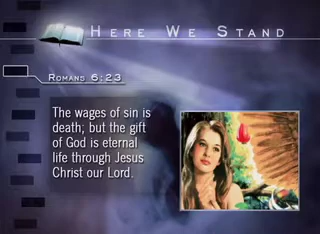 HERE WE STAND
ROMANS 6:23
The wages of sin is
death; but the gift
of God is eternal
life through Jesus
Christ our Lord.